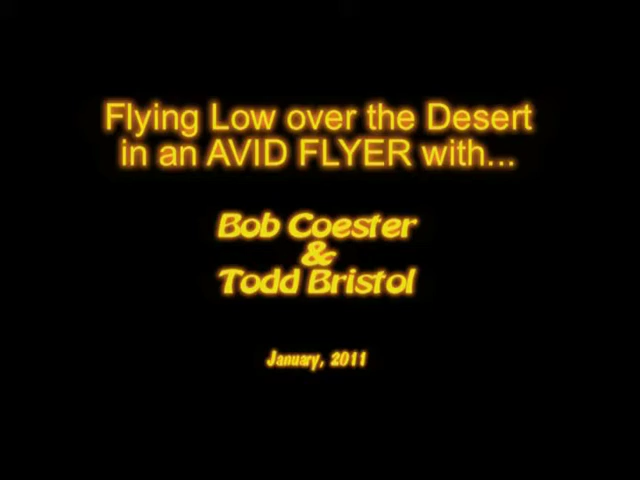 Flying Low over the Desert
in an AVID FLYER with...
Bob Coester
&
Todd Bristol
January, 2011